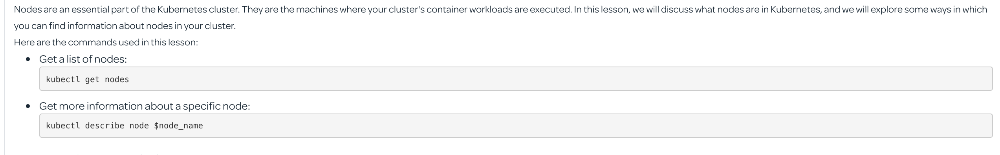 Nodes are an essential part of the Kubernetes cluster. They are the machines where your cluster's container workloads are executed. In this lesson, we will discuss what nodes are in Kubernetes, and we will explore some ways in which
you can find information about nodes in your cluster.
Here are the commands used in this lesson:
Get a list of nodes:
kubectl get nodes
Get more information about a specific node:
kubectl describe node $node_name